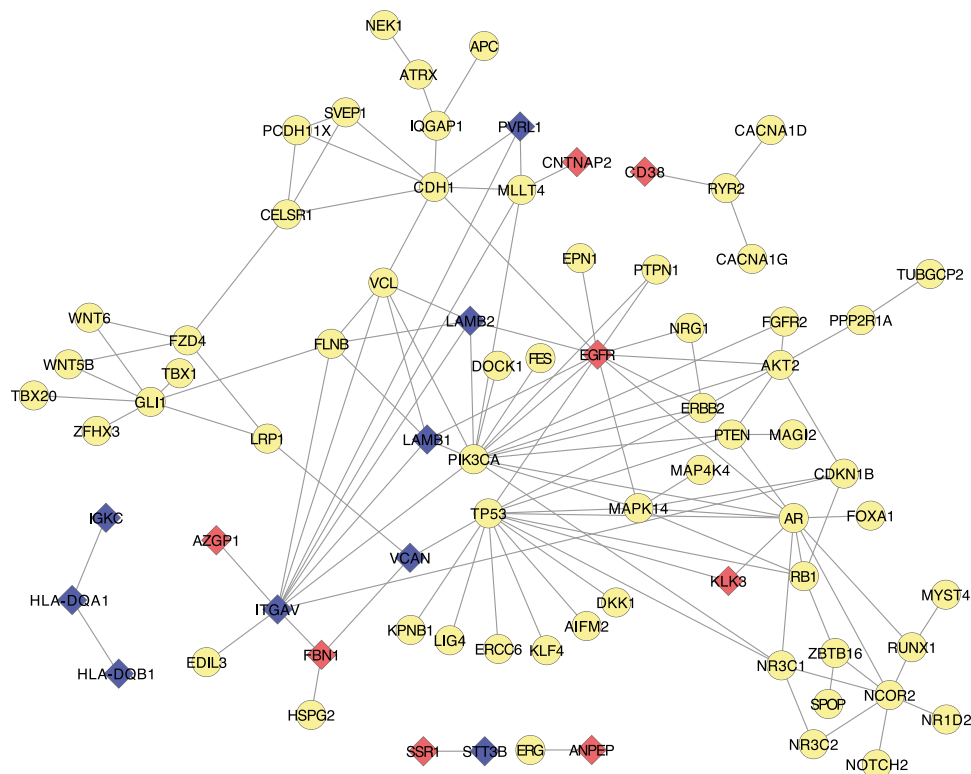 NEK1
APC
ATRX
SVEP1
PCDH11X
IQGAP1
PVRL1
CACNA1D
CNTNAP2
CD38
RYR2
CDH1
MLLT4
CELSR1
CACNA1G
EPN1
PTPN1
TUBGCP2
VCL
WNT6
LAMB2
NRG1
FGFR2
PPP2R1A
FZD4
FLNB
EGFR
WNT5B
DOCK1
FES
AKT2
TBX1
TBX20
GLI1
ERBB2
ZFHX3
LRP1
LAMB1
PTEN
MAGI2
PIK3CA
MAP4K4
CDKN1B
IGKC
TP53
MAPK14
AR
FOXA1
AZGP1
VCAN
KLK3
RB1
HLA-DQA1
ITGAV
DKK1
MYST4
KPNB1
LIG4
AIFM2
ERCC6
KLF4
RUNX1
EDIL3
FBN1
NR3C1
ZBTB16
HLA-DQB1
SPOP
NCOR2
HSPG2
NR1D2
NR3C2
SSR1
STT3B
ERG
ANPEP
NOTCH2